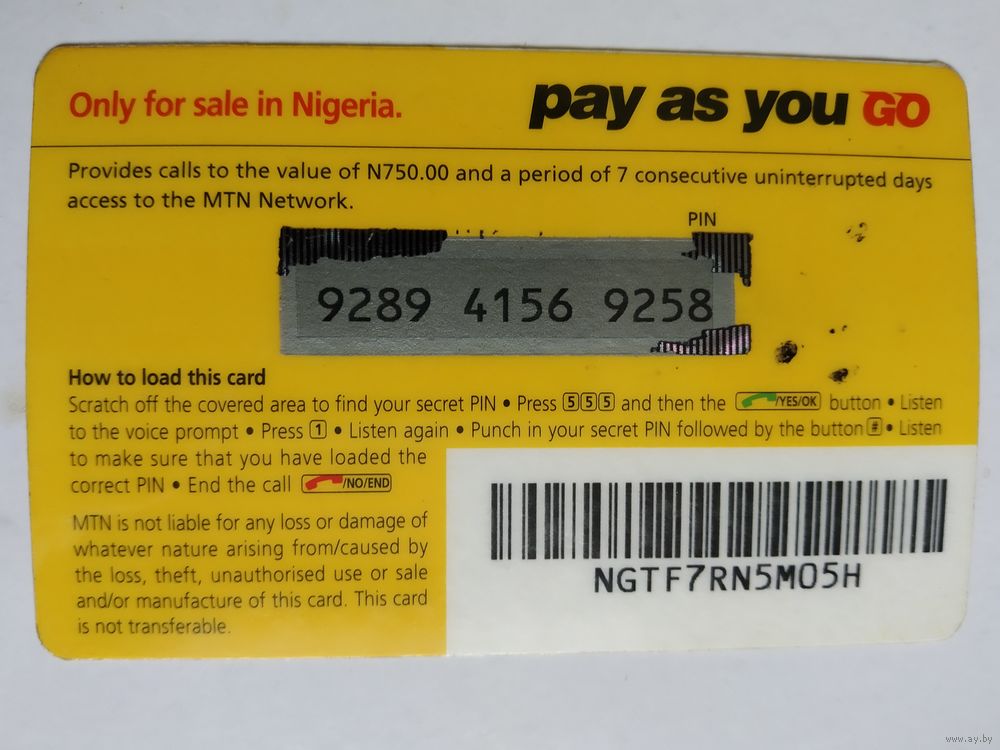 Only for sale in Nigeria.
pay as you GO
Provides calls to the value of N750.00 and a period of 7 consecutive uninterrupted days
access to the MTN Network.
PIN
9289 4156 9258
How to load this card
Scratch off the covered area to find your secret PIN • Press 5 5 5 and then the /YES/OK button • Listen
to the voice prompt • Press 1 • Listen again • Punch in your secret PIN followed by the button # • Listen
to make sure that you have loaded the
correct PIN • End the call /NO/END
MTN is not liable for any loss or damage of
whatever nature arising from/caused by
the loss, theft, unauthorised use or sale
and/or manufacture of this card. This card
is not transferable.
NGTF7RN5M05H
www.ay.by